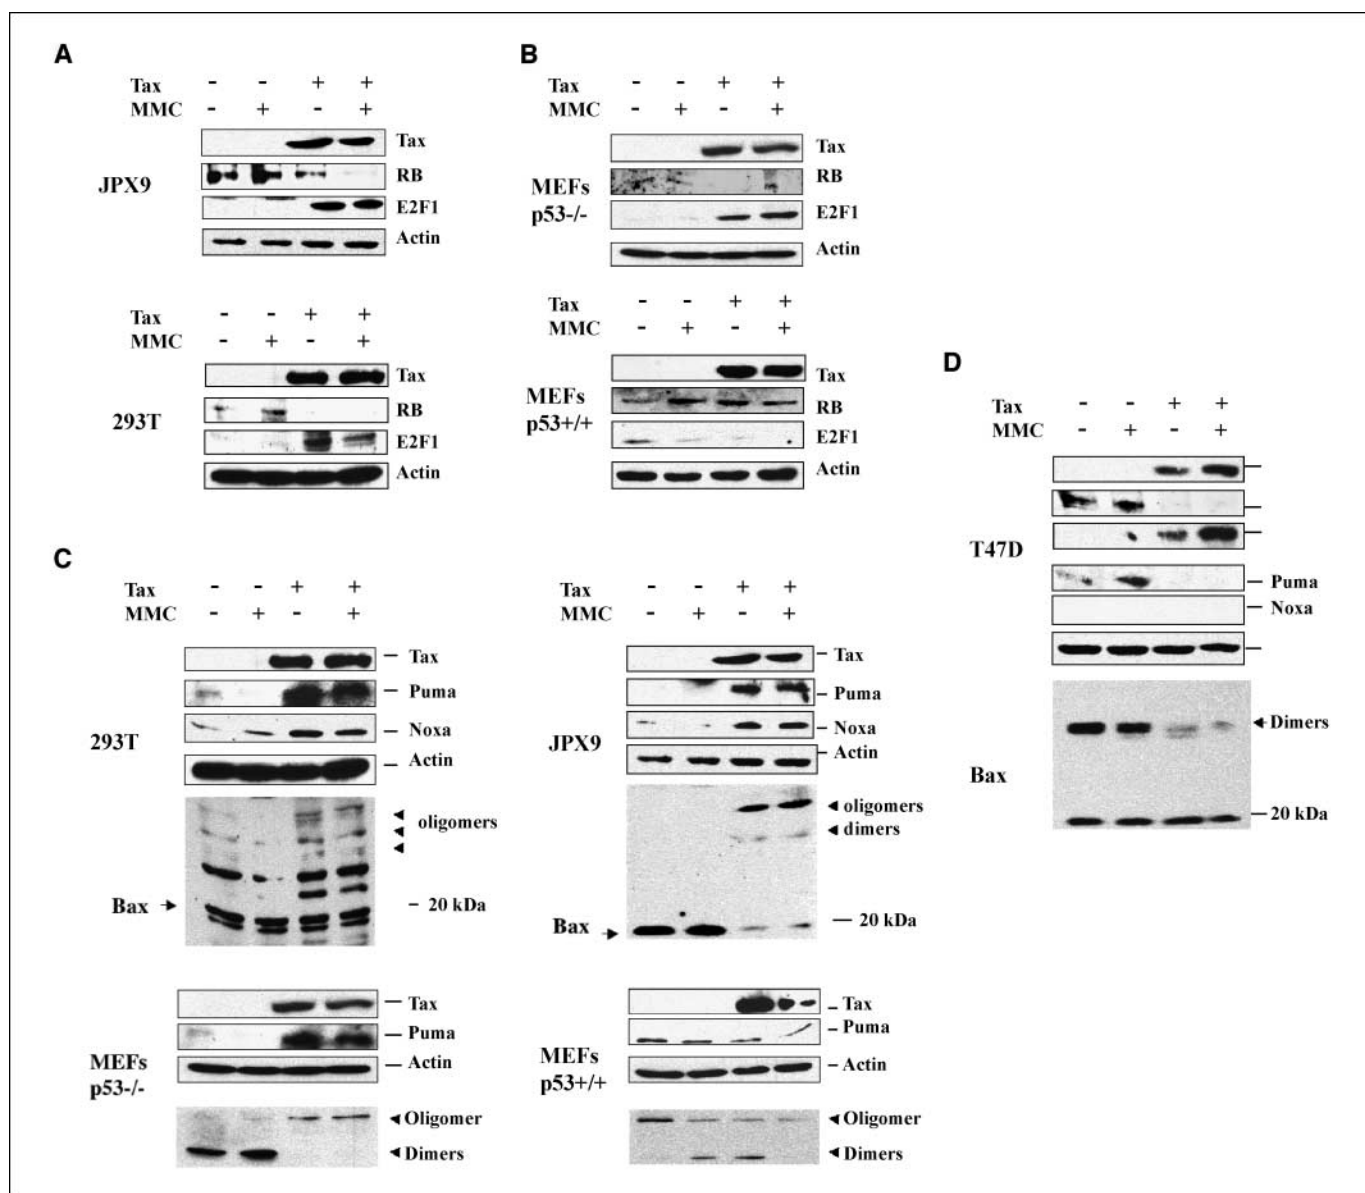 A
Tax - - + +
MMC - + - +
JPX9
Tax
RB
E2F1
Actin
Tax - - + +
MMC - + - +
293T
Tax
RB
E2F1
Actin
B
Tax - - + +
MMC - + - +
MEFs
p53-/-
Tax
RB
E2F1
Actin
Tax - - + +
MMC - + - +
MEFs
p53+/+
Tax
RB
E2F1
Actin
C
Tax - - + +
MMC - + - +
293T
Tax
Puma
Noxa
Actin
oligomers
Bax
20 kDa
Tax - - + +
MMC - + - +
JPX9
Tax
Puma
Noxa
Actin
oligomers
dimers
Bax
20 kDa
MEFs
p53-/-
Tax
Puma
Actin
Oligomer
Dimers
MEFs
p53+/+
Tax
Puma
Actin
Oligomer
Dimers
D
Tax - - + +
MMC - + - +
T47D
Puma
Noxa
Dimers
Bax
20 kDa